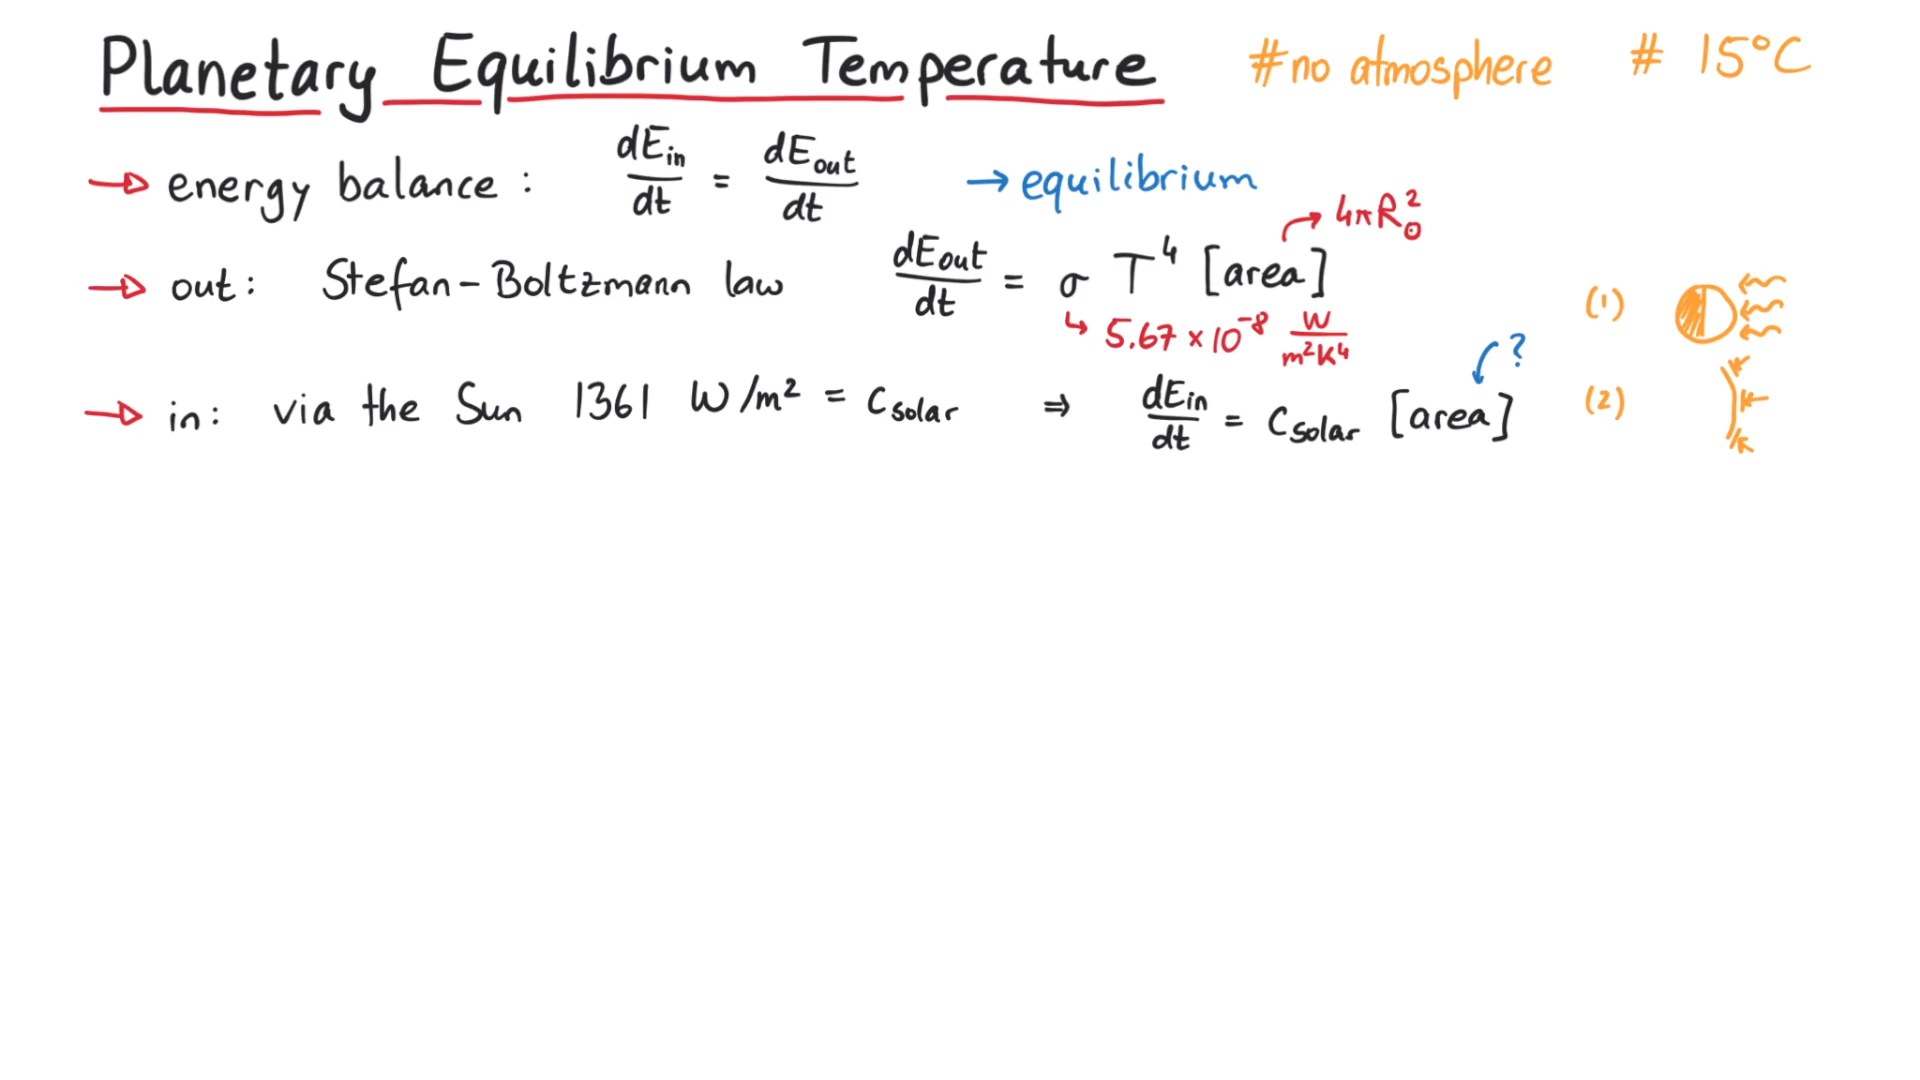 Planetary Equilibrium Temperature #no atmosphere # 15°C
→ energy balance : dE_in/dt = dE_out/dt → equilibrium
→ out: Stefan-Boltzmann law dE_out/dt = σ T⁴ [area] → 4πR₀²
↳ 5.67 × 10⁻⁸ W/m²K⁴
(1)
?
→ in: via the Sun 1361 W/m² = c_solar ⇒ dE_in/dt = c_solar [area] (2)